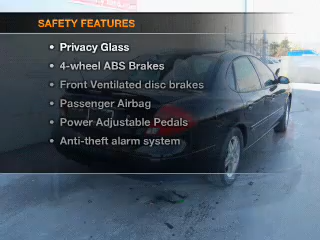 SAFETY FEATURES
• Privacy Glass
• 4-wheel ABS Brakes
• Front Ventilated disc brakes
• Passenger Airbag
• Power Adjustable Pedals
• Anti-theft alarm system